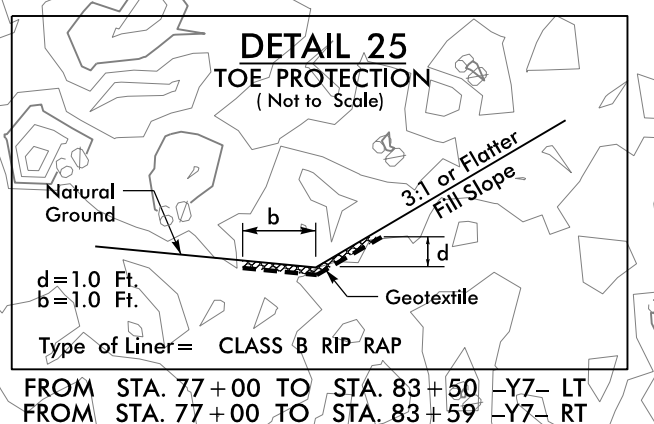 DETAIL 25
TOE PROTECTION
( Not to Scale)
3:1 or Flatter
Fill Slope
Natural
Ground
b
d
d=1.0 Ft.
b=1.0 Ft.
Geotextile
Type of Liner= CLASS B RIP RAP
FROM STA. 77+00 TO STA. 83+50 -Y7- LT
FROM STA. 77+00 TO STA. 83+59 -Y7- RT
60
60